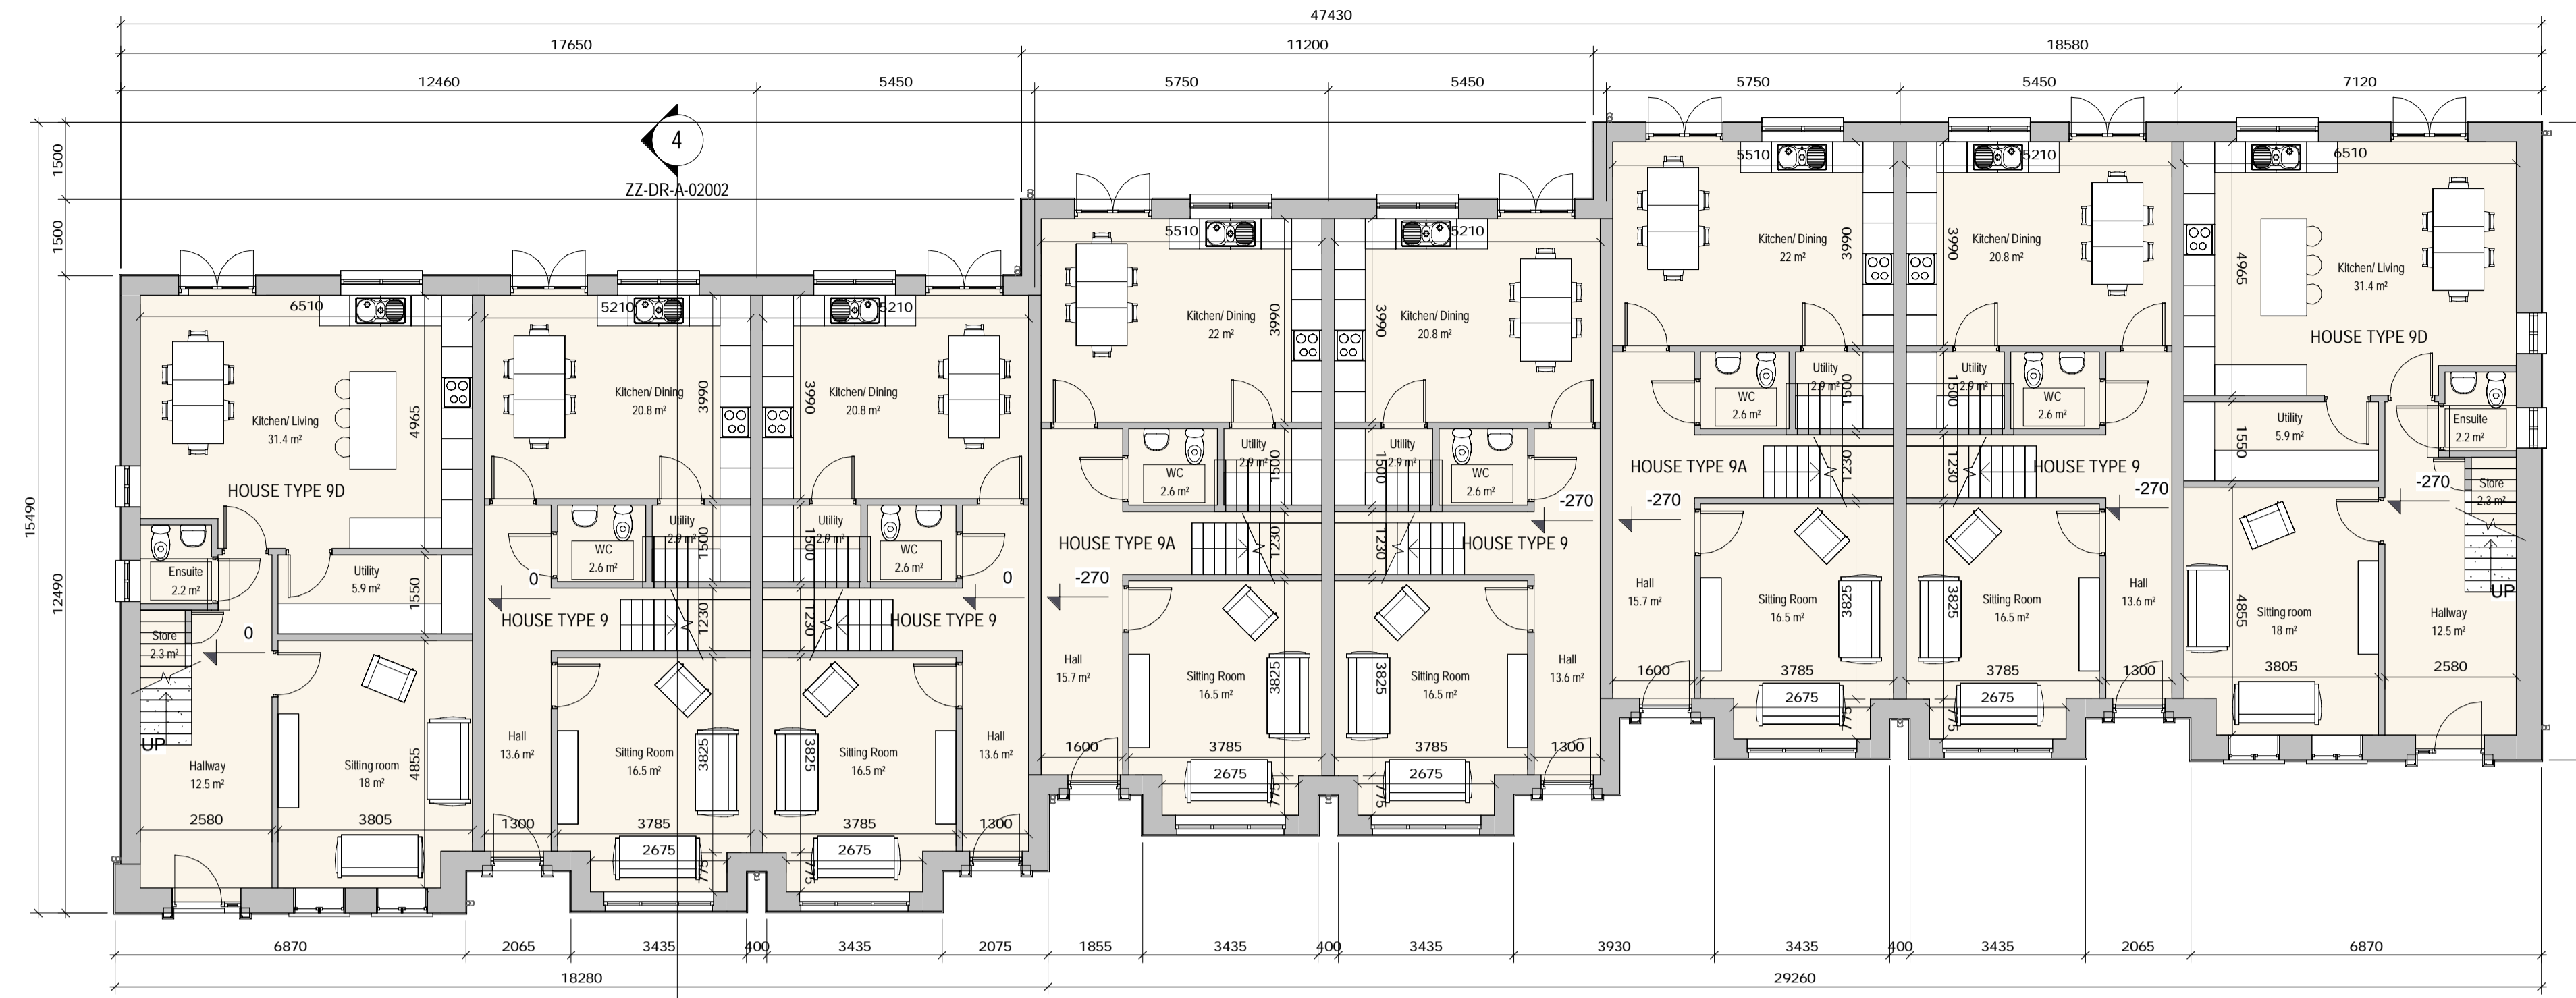 47430
17650
11200
18580
12460
5450
5750
5450
5750
5450
7120
4
ZZ-DR-A-02002
1500
1500
15490
12490
6510
Kitchen/ Living
31.4 m²
4965
HOUSE TYPE 9D
Ensuite
2.2 m²
Utility
5.9 m²
1550
Store
2.3 m²
0
UP
Hallway
12.5 m²
2580
Sitting room
18 m²
4855
3805
5210
Kitchen/ Dining
20.8 m²
3990
WC
2.6 m²
Utility
2.9 m²
1500
0
HOUSE TYPE 9
1230
Hall
13.6 m²
1300
Sitting Room
16.5 m²
3825
3785
2675
775
5210
Kitchen/ Dining
20.8 m²
3990
Utility
2.9 m²
1500
WC
2.6 m²
0
HOUSE TYPE 9
1230
Sitting Room
16.5 m²
3825
3785
2675
775
Hall
13.6 m²
1300
5510
Kitchen/ Dining
22 m²
3990
WC
2.6 m²
Utility
2.9 m²
1500
HOUSE TYPE 9A
1230
-270
Hall
15.7 m²
1600
Sitting Room
16.5 m²
3825
3785
2675
775
5210
Kitchen/ Dining
20.8 m²
3990
Utility
2.9 m²
1500
WC
2.6 m²
-270
HOUSE TYPE 9
1230
Sitting Room
16.5 m²
3825
3785
2675
775
Hall
13.6 m²
1300
5510
Kitchen/ Dining
22 m²
3990
WC
2.6 m²
Utility
2.9 m²
1500
HOUSE TYPE 9A
1230
-270
Hall
15.7 m²
1600
Sitting Room
16.5 m²
3825
3785
2675
775
5210
Kitchen/ Dining
20.8 m²
3990
Utility
2.9 m²
1500
WC
2.6 m²
HOUSE TYPE 9
1230
-270
Sitting Room
16.5 m²
3825
3785
2675
775
Hall
13.6 m²
1300
6510
Kitchen/ Living
31.4 m²
4965
HOUSE TYPE 9D
Utility
5.9 m²
1550
Ensuite
2.2 m²
-270
Store
2.3 m²
UP
Sitting room
18 m²
4855
3805
Hallway
12.5 m²
2580
6870
2065
3435
400
3435
2075
1855
3435
400
3435
3930
3435
400
3435
2065
6870
18280
29260